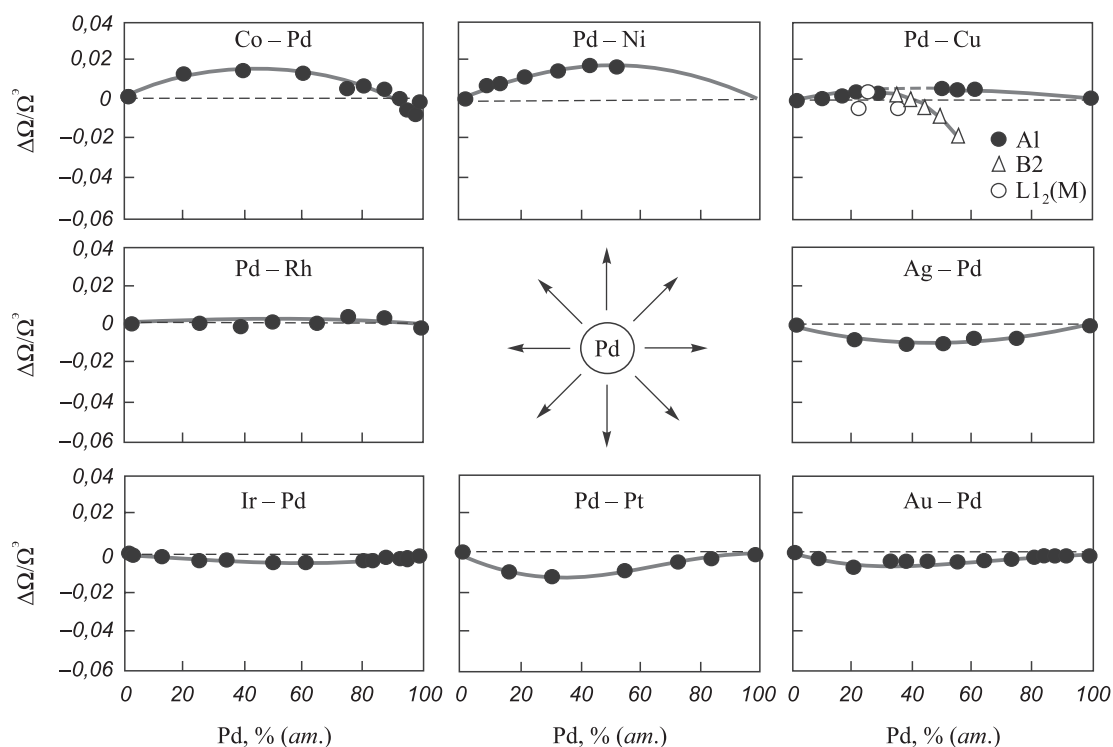 Co – Pd
Pd – Ni
Pd – Cu
0,04
0,02
0
–0,02
–0,04
–0,06
ΔΩ/Ωᵊ
Al
B2
L1₂(M)
Pd – Rh
Ag – Pd
0,04
0,02
0
–0,02
–0,04
–0,06
ΔΩ/Ωᵊ
Pd
Ir – Pd
Pd – Pt
Au – Pd
0,04
0,02
0
–0,02
–0,04
–0,06
ΔΩ/Ωᵊ
0 20 40 60 80 100
0 20 40 60 80 100
0 20 40 60 80 100
Pd, % (am.)
Pd, % (am.)
Pd, % (am.)